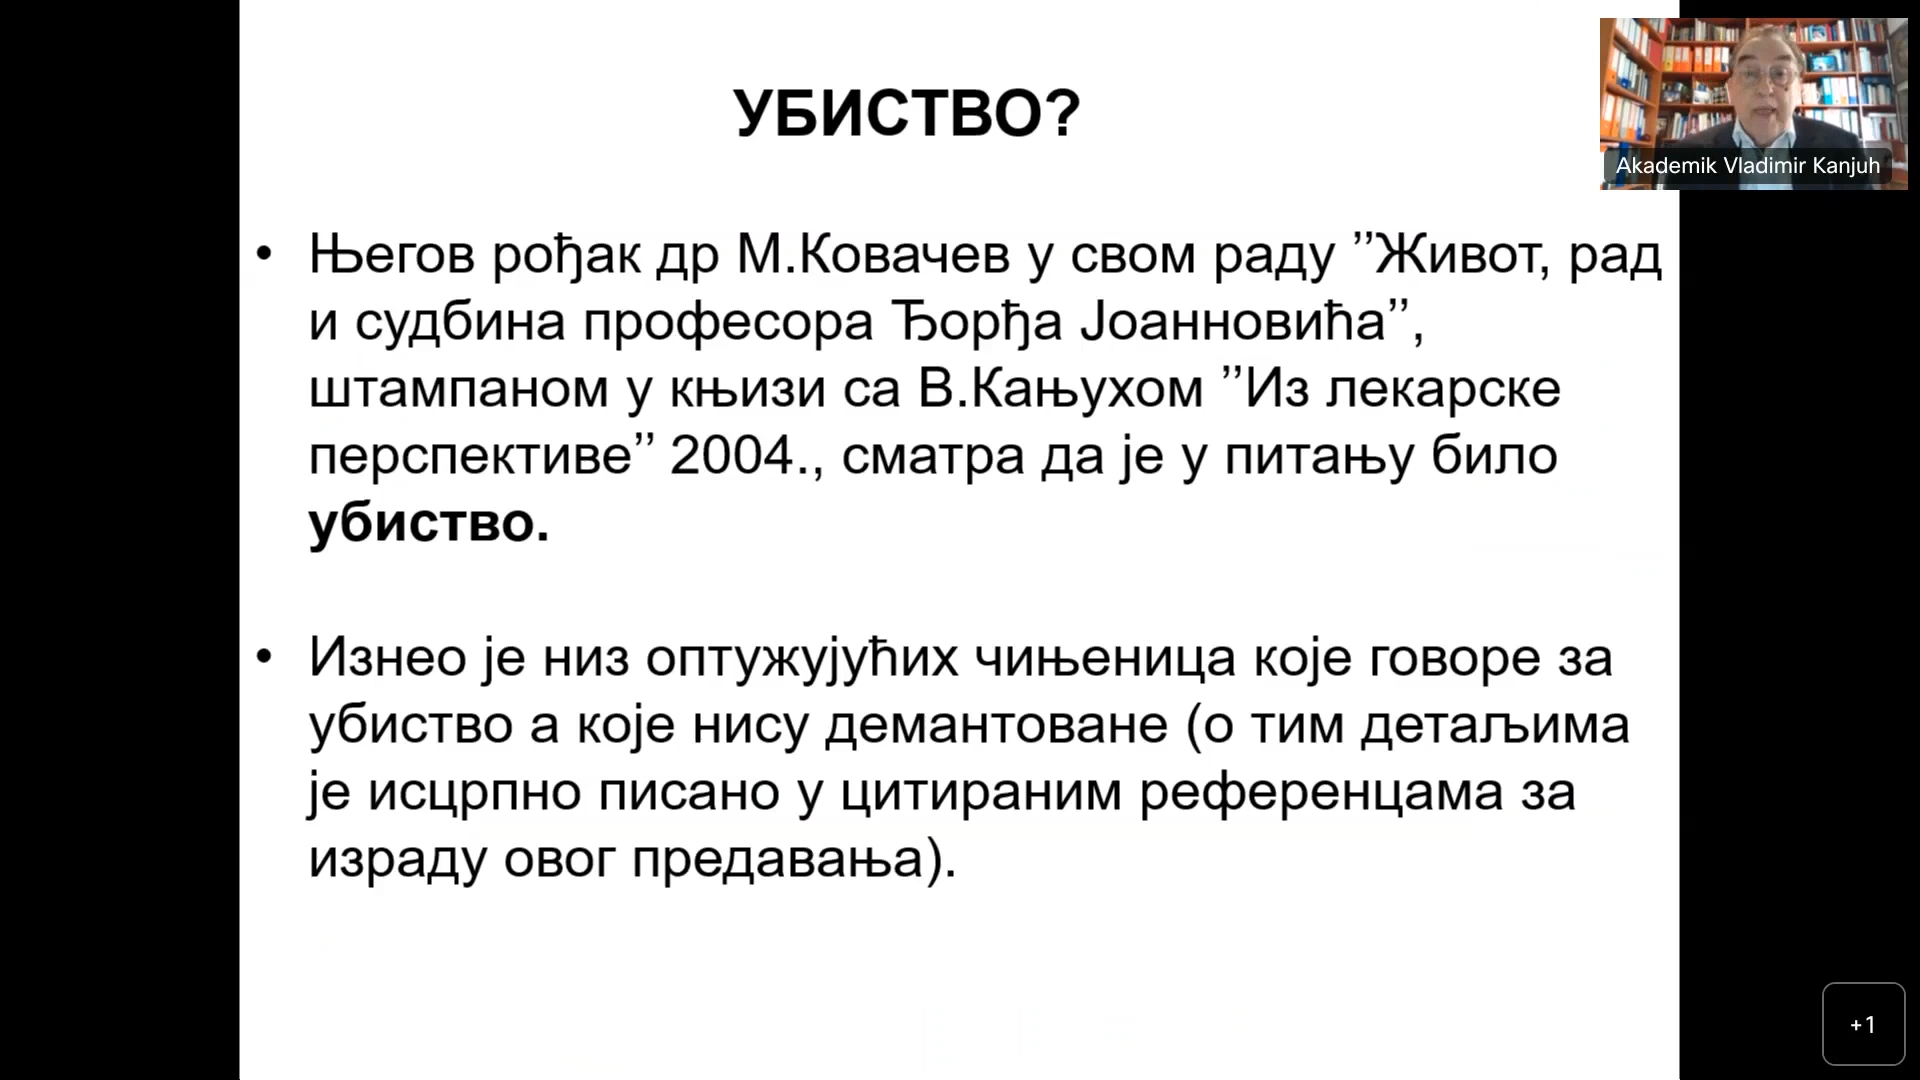 УБИСТВО?
Akademik Vladimir Kanjuh
• Његов рођак др М.Ковачев у свом раду ’’Живот, рад
и судбина професора Ђорђа Јоанновића’’,
штампаном у књизи са В.Кањухом ’’Из лекарске
перспективе’’ 2004., сматра да је у питању било
убиство.
• Изнео је низ оптужујућих чињеница које говоре за
убиство а које нису демантоване (о тим детаљима
је исцрпно писано у цитираним референцама за
израду овог предавања).
+1